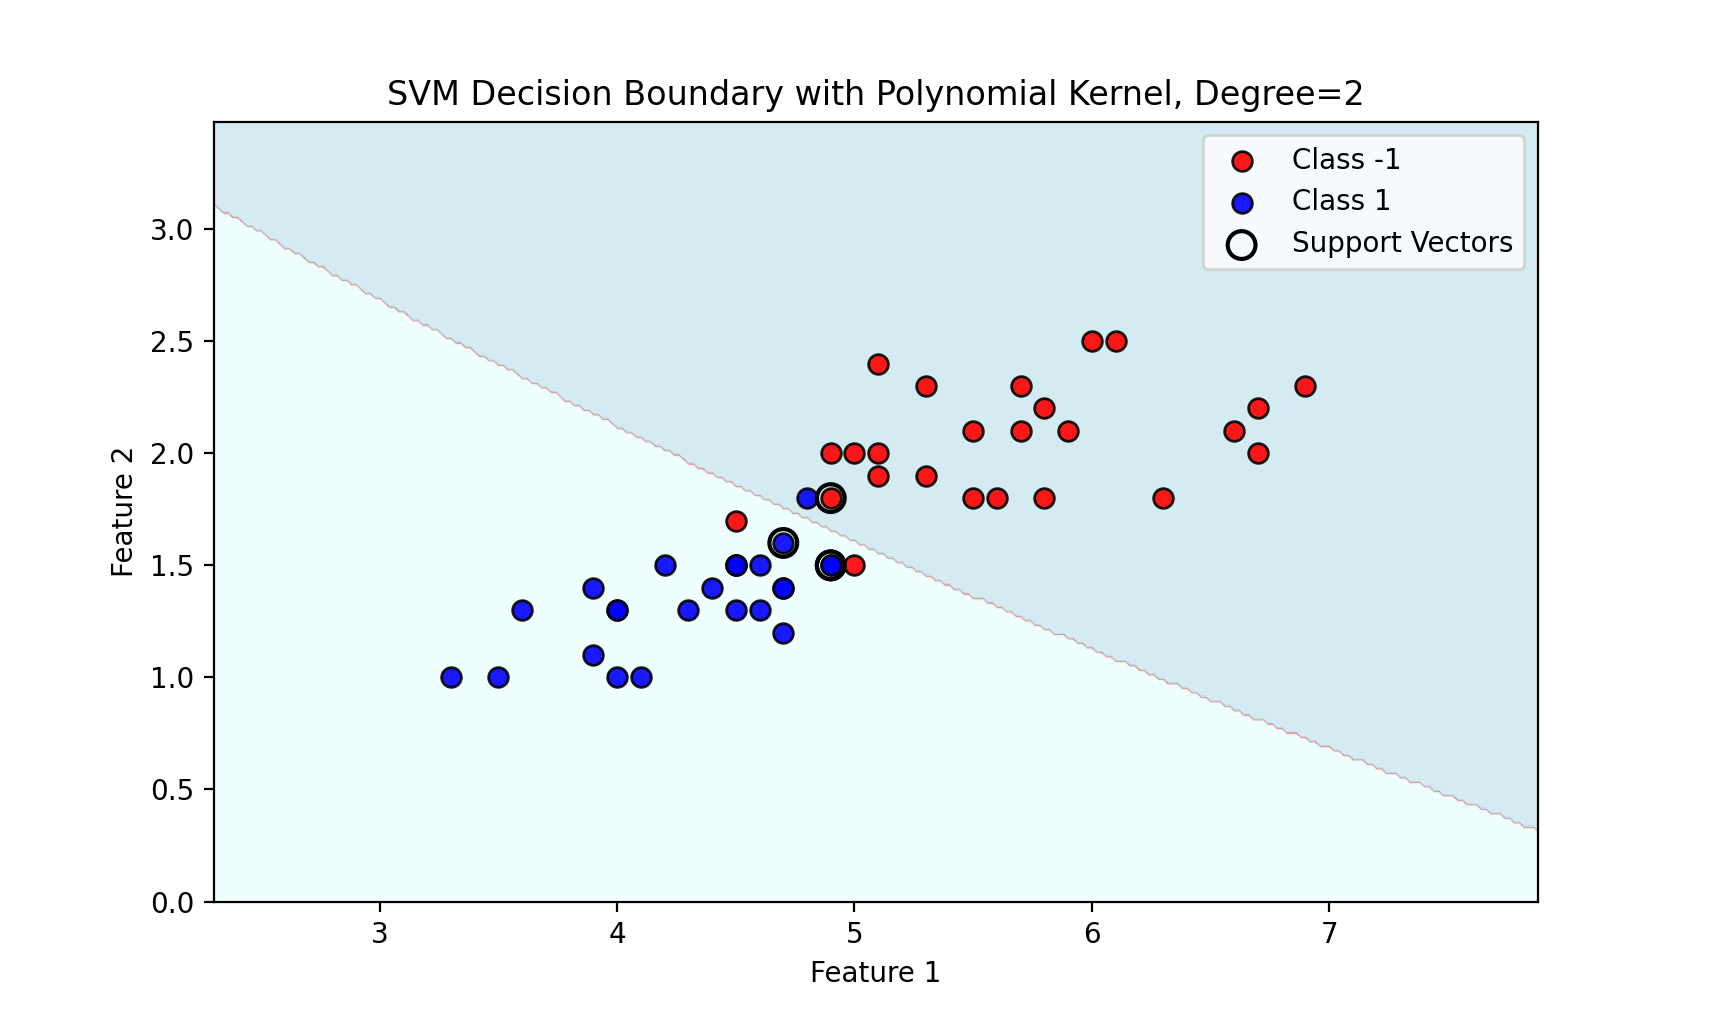 SVM Decision Boundary with Polynomial Kernel, Degree=2
Class -1
Class 1
Support Vectors
3.0
2.5
2.0
1.5
1.0
0.5
0.0
Feature 2
3 4 5 6 7
Feature 1